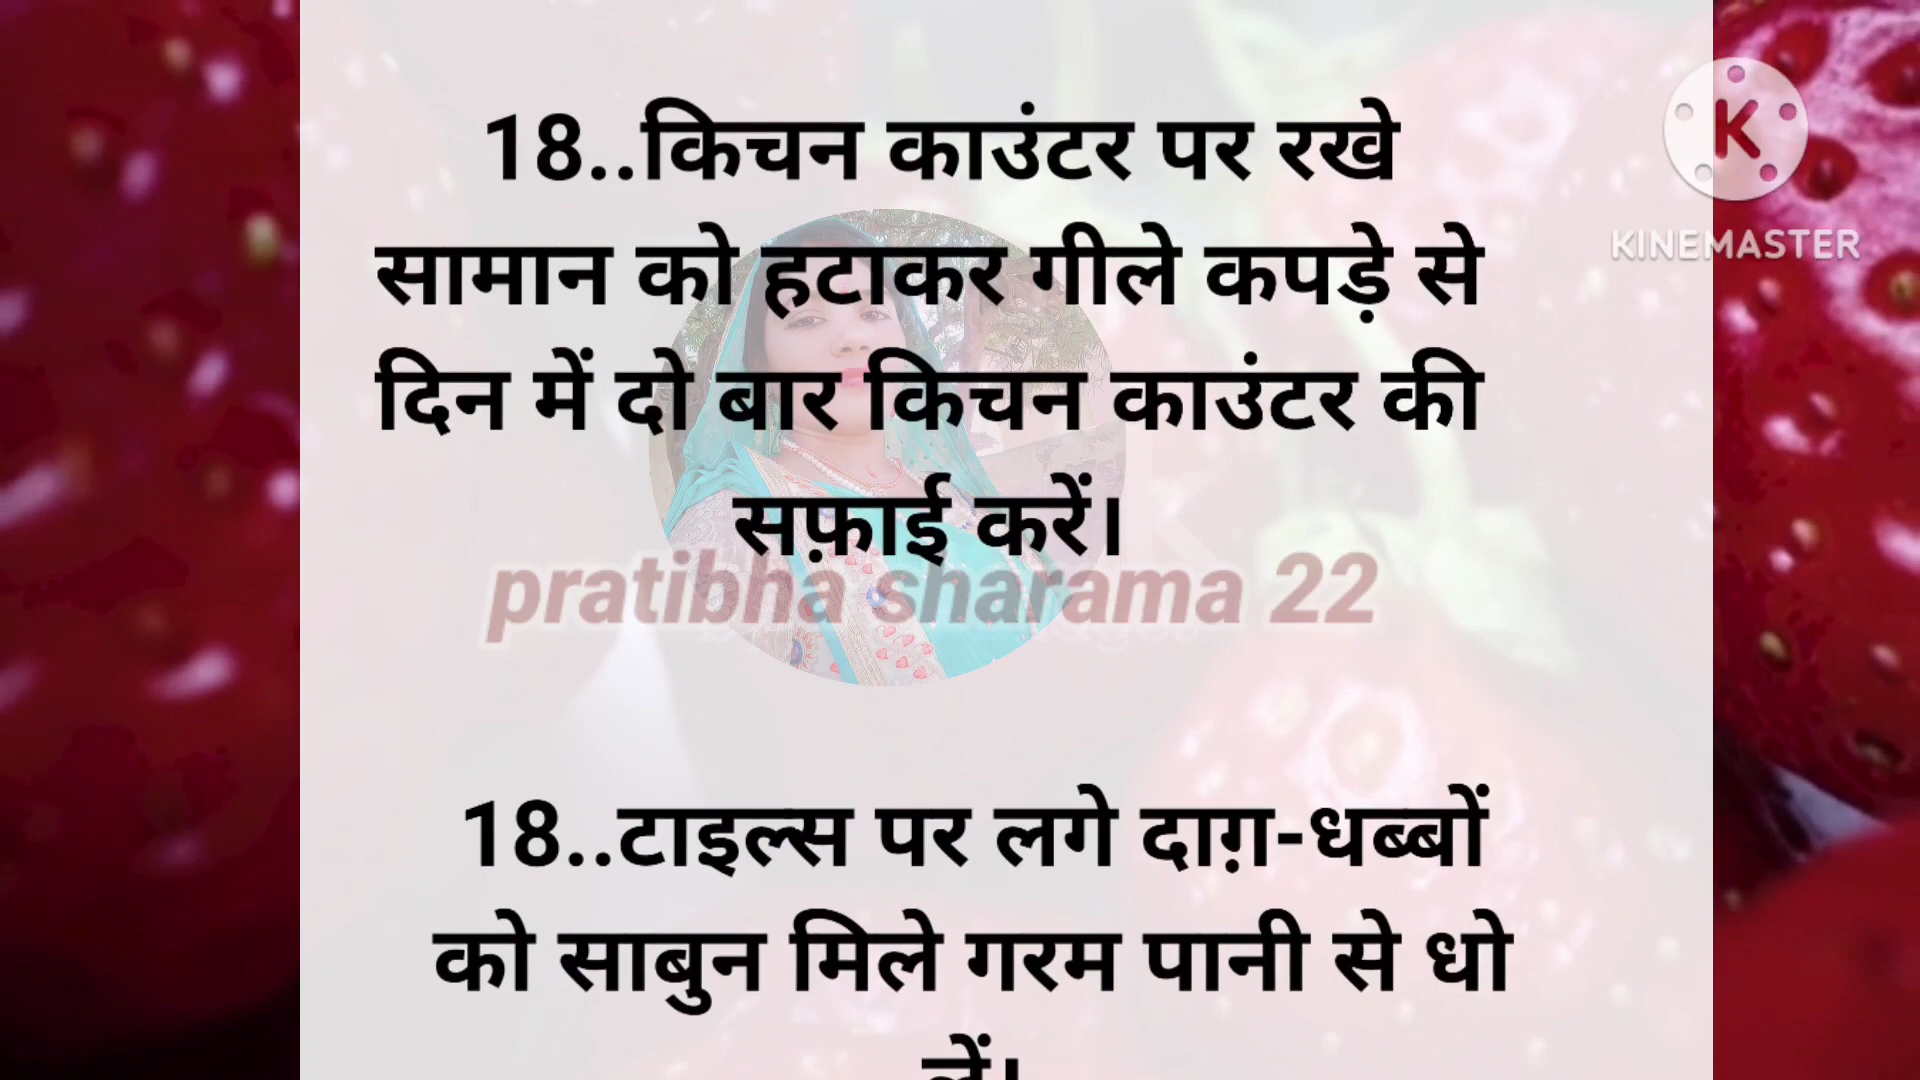 18..किचन काउंटर पर रखे
सामान को हटाकर गीले कपड़े से
दिन में दो बार किचन काउंटर की
सफ़ाई करें।
pratibha sharama 22
18..टाइल्स पर लगे दाग़-धब्बों
को साबुन मिले गरम पानी से धो
लें।
K
KINEMASTER